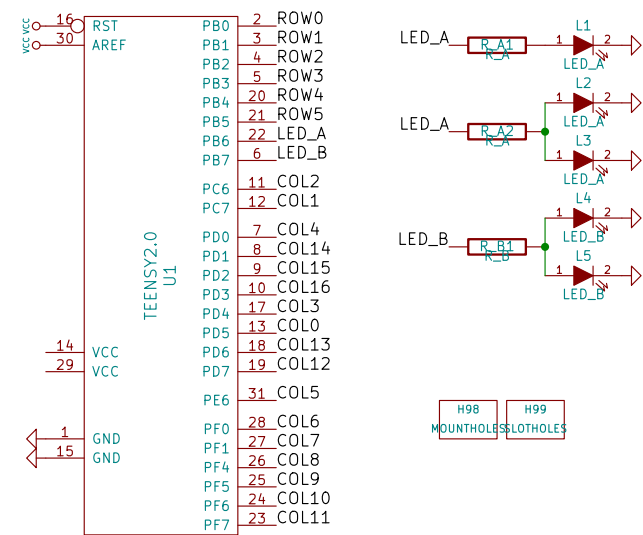 VCC VCC
16 RST
30 AREF
PB0 2 ROW0
PB1 3 ROW1
PB2 4 ROW2
PB3 5 ROW3
PB4 20 ROW4
PB5 21 ROW5
PB6 22 LED_A
PB7 6 LED_B
PC6 11 COL2
PC7 12 COL1
PD0 7 COL4
PD1 8 COL14
PD2 9 COL15
PD3 10 COL16
PD4 17 COL3
PD5 13 COL0
PD6 18 COL13
PD7 19 COL12
PE6 31 COL5
PF0 28 COL6
PF1 27 COL7
PF4 26 COL8
PF5 25 COL9
PF6 24 COL10
PF7 23 COL11
TEENSY2.0
U1
14 VCC
29 VCC
1 GND
15 GND
L1
LED_A R_A1 1 2
R_A LED_A
L2
1 2
LED_A
LED_A R_A2
R_A
L3
1 2
LED_A
L4
1 2
LED_B
LED_B R_B1
R_B
L5
1 2
LED_B
H98
MOUNTHOLES
H99
SLOTHOLES